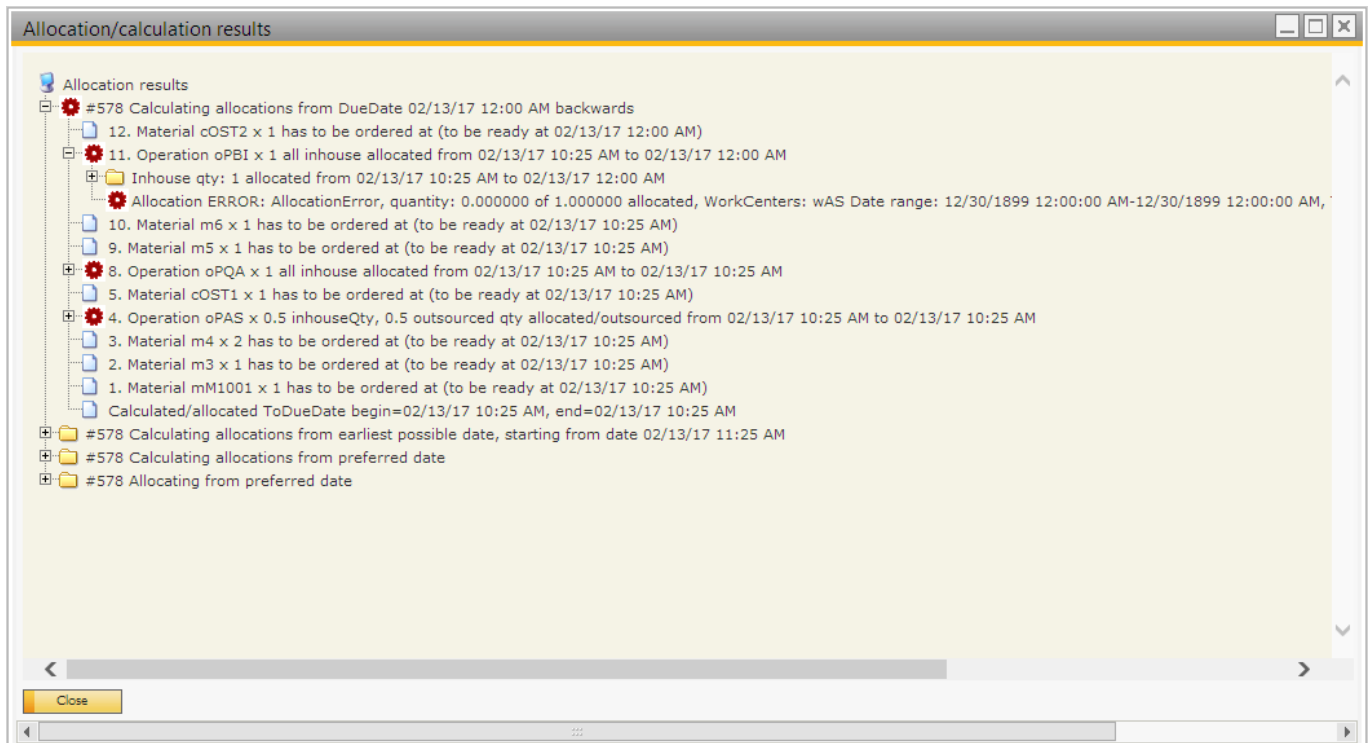 Allocation/calculation results
Allocation results
#578 Calculating allocations from DueDate 02/13/17 12:00 AM backwards
12. Material cOST2 x 1 has to be ordered at (to be ready at 02/13/17 12:00 AM)
11. Operation oPBI x 1 all inhouse allocated from 02/13/17 10:25 AM to 02/13/17 12:00 AM
Inhouse qty: 1 allocated from 02/13/17 10:25 AM to 02/13/17 12:00 AM
Allocation ERROR: AllocationError, quantity: 0.000000 of 1.000000 allocated, WorkCenters: wAS Date range: 12/30/1899 12:00:00 AM-12/30/1899 12:00:00 AM,
10. Material m6 x 1 has to be ordered at (to be ready at 02/13/17 10:25 AM)
9. Material m5 x 1 has to be ordered at (to be ready at 02/13/17 10:25 AM)
8. Operation oPQA x 1 all inhouse allocated from 02/13/17 10:25 AM to 02/13/17 10:25 AM
5. Material cOST1 x 1 has to be ordered at (to be ready at 02/13/17 10:25 AM)
4. Operation oPAS x 0.5 inhouseQty, 0.5 outsourced qty allocated/outsourced from 02/13/17 10:25 AM to 02/13/17 10:25 AM
3. Material m4 x 2 has to be ordered at (to be ready at 02/13/17 10:25 AM)
2. Material m3 x 1 has to be ordered at (to be ready at 02/13/17 10:25 AM)
1. Material mM1001 x 1 has to be ordered at (to be ready at 02/13/17 10:25 AM)
Calculated/allocated ToDueDate begin=02/13/17 10:25 AM, end=02/13/17 10:25 AM
#578 Calculating allocations from earliest possible date, starting from date 02/13/17 11:25 AM
#578 Calculating allocations from preferred date
#578 Allocating from preferred date
Close